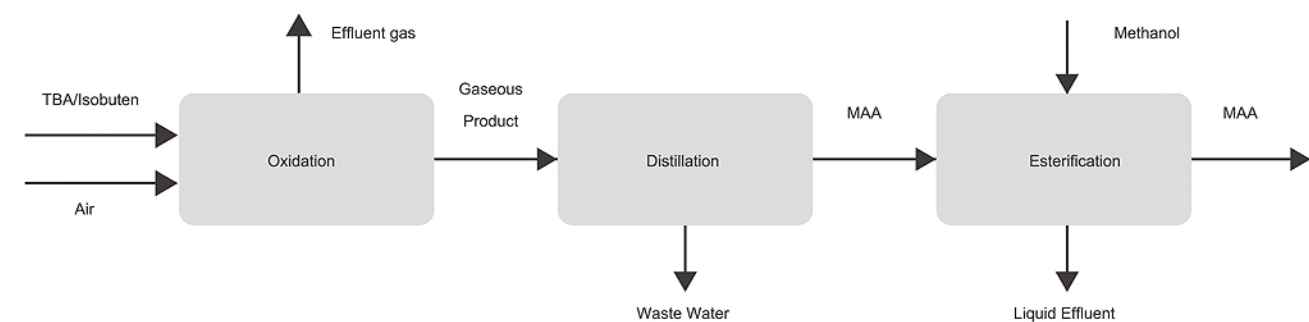 Effluent gas
Methanol
TBA/Isobuten
Gaseous
Product
MAA
MAA
Oxidation
Distillation
Esterification
Air
Waste Water
Liquid Effluent